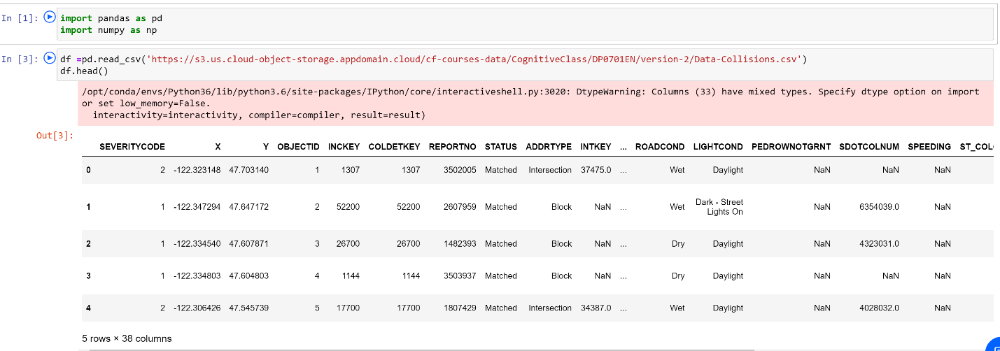 In [1]: import pandas as pd
import numpy as np
In [3]: df =pd.read_csv('https://s3.us.cloud-object-storage.appdomain.cloud/cf-courses-data/CognitiveClass/DP0701EN/version-2/Data-Collisions.csv')
df.head()
/opt/conda/envs/Python36/lib/python3.6/site-packages/IPython/core/interactiveshell.py:3020: DtypeWarning: Columns (33) have mixed types. Specify dtype option on import
or set low_memory=False.
interactivity=interactivity, compiler=compiler, result=result)
Out[3]:
SEVERITYCODE X Y OBJECTID INCKEY COLDETKEY REPORTNO STATUS ADDRTYPE INTKEY ... ROADCOND LIGHTCOND PEDROWNOTGRNT SDOTCOLNUM SPEEDING ST_COL
0 2 -122.323148 47.703140 1 1307 1307 3502005 Matched Intersection 37475.0 ... Wet Daylight NaN NaN NaN
1 1 -122.347294 47.647172 2 52200 52200 2607959 Matched Block NaN ... Wet Dark - Street Lights On NaN 6354039.0 NaN
2 1 -122.334540 47.607871 3 26700 26700 1482393 Matched Block NaN ... Dry Daylight NaN 4323031.0 NaN
3 1 -122.334803 47.604803 4 1144 1144 3503937 Matched Block NaN ... Dry Daylight NaN NaN NaN
4 2 -122.306426 47.545739 5 17700 17700 1807429 Matched Intersection 34387.0 ... Wet Daylight NaN 4028032.0 NaN
5 rows × 38 columns